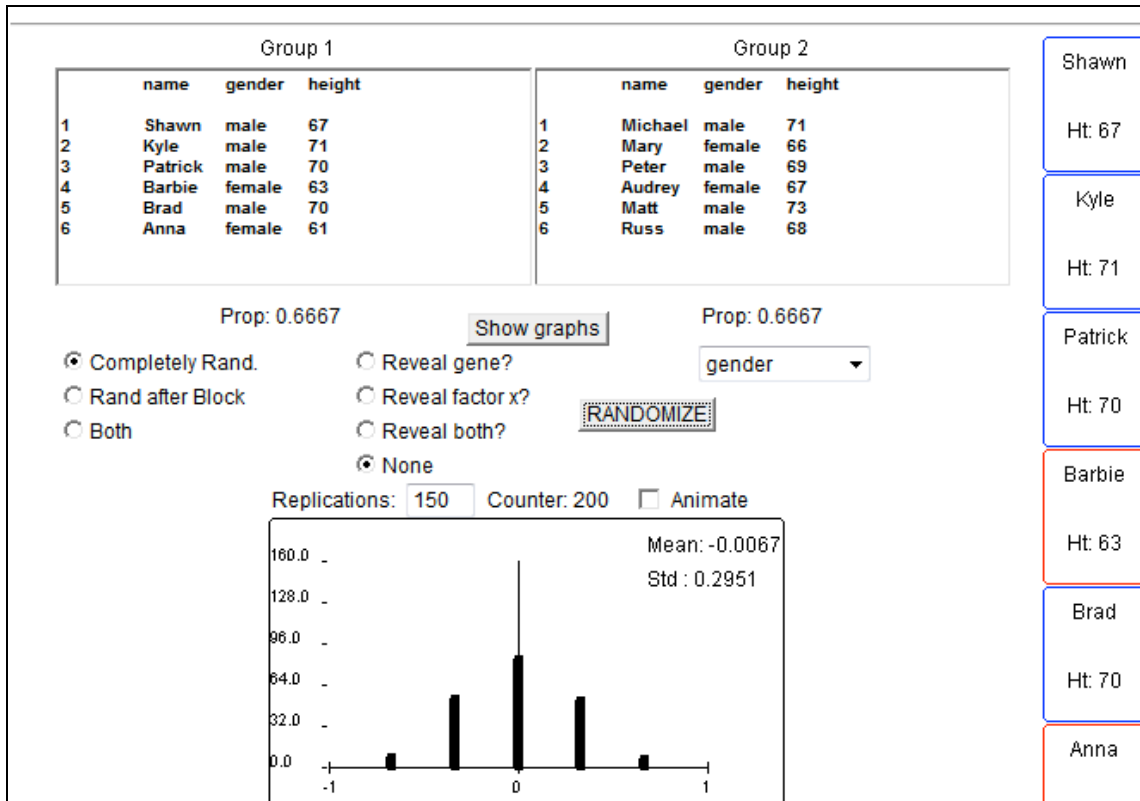 Group 1
name gender height
1 Shawn male 67
2 Kyle male 71
3 Patrick male 70
4 Barbie female 63
5 Brad male 70
6 Anna female 61
Group 2
name gender height
1 Michael male 71
2 Mary female 66
3 Peter male 69
4 Audrey female 67
5 Matt male 73
6 Russ male 68
Prop: 0.6667
Show graphs
Prop: 0.6667
Completely Rand.
Rand after Block
Both
Reveal gene?
Reveal factor x?
Reveal both?
None
gender
RANDOMIZE
Replications: 150 Counter: 200 Animate
Mean: -0.0067
Std : 0.2951
160.0
128.0
96.0
64.0
32.0
0.0
-1 0 1
Shawn
Ht: 67
Kyle
Ht: 71
Patrick
Ht: 70
Barbie
Ht: 63
Brad
Ht: 70
Anna